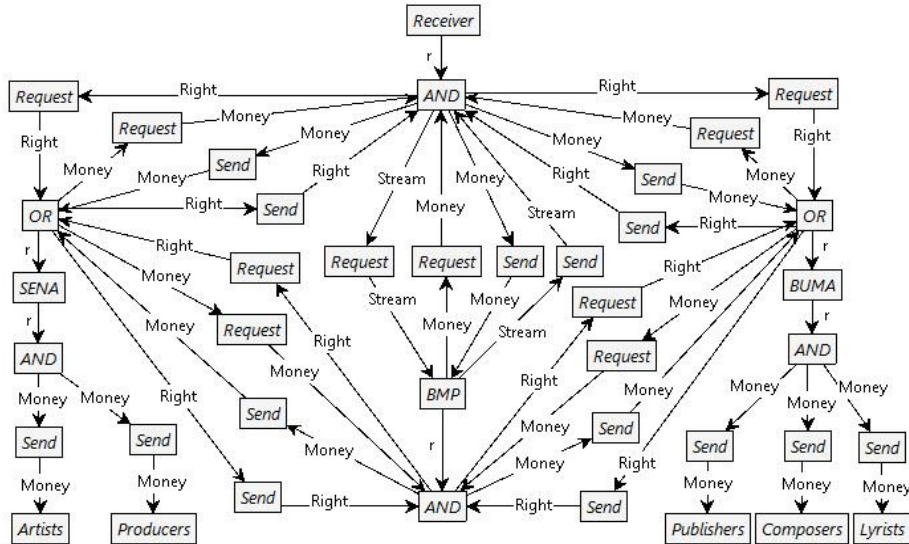 Receiver
r
Request
Right
AND
Right
Request
Right
Request
Money
Money
Request
Right
Money
Send
Money
Money
Send
Money
Money
Stream
Money
Money
Right
Stream
Right
Send
Right
Send
Right
OR
OR
r
Right
Request
Request
Request
Send
Send
Right
r
SENA
Money
Request
Money
BUMA
r
Money
Request
Right
Stream
Money
Money
Stream
Right
Request
r
AND
Money
BMP
AND
Money
Money
Right
Send
r
Right
Money
Send
Money
Money
Money
Send
Send
Money
Money
Send
Send
Send
Right
Money
Money
Send
Right
AND
Right
Send
Money
Money
Money
Artists
Producers
Publishers
Composers
Lyrists